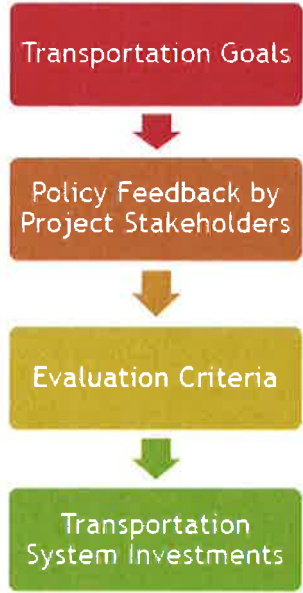 Transportation Goals
Policy Feedback by
Project Stakeholders
Evaluation Criteria
Transportation
System Investments